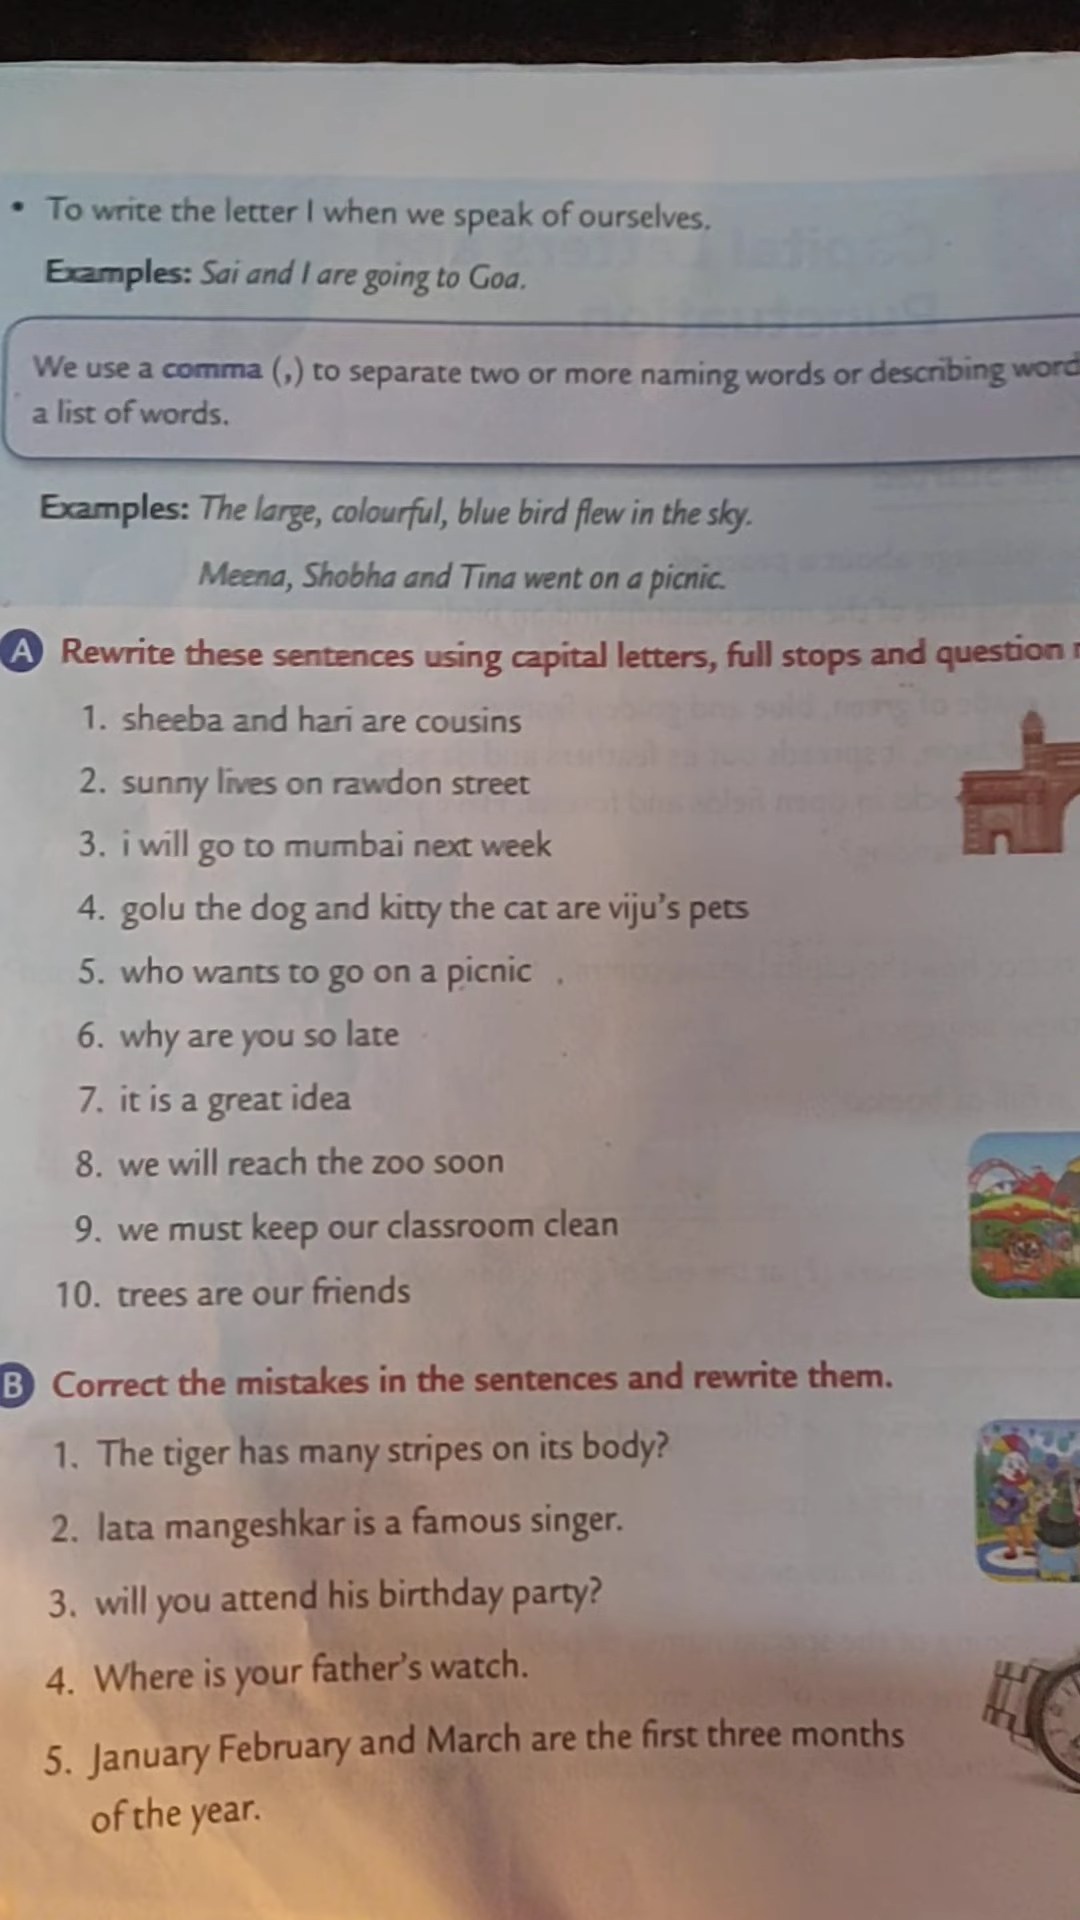 • To write the letter I when we speak of ourselves.
Examples: Sai and I are going to Goa.
We use a comma (,) to separate two or more naming words or describing word
a list of words.
Examples: The large, colourful, blue bird flew in the sky.
Meena, Shobha and Tina went on a picnic.
A Rewrite these sentences using capital letters, full stops and question
1. sheeba and hari are cousins
2. sunny lives on rawdon street
3. i will go to mumbai next week
4. golu the dog and kitty the cat are viju's pets
5. who wants to go on a picnic
6. why are you so late
7. it is a great idea
8. we will reach the zoo soon
9. we must keep our classroom clean
10. trees are our friends
B Correct the mistakes in the sentences and rewrite them.
1. The tiger has many stripes on its body?
2. lata mangeshkar is a famous singer.
3. will you attend his birthday party?
4. Where is your father's watch.
5. January February and March are the first three months
of the year.